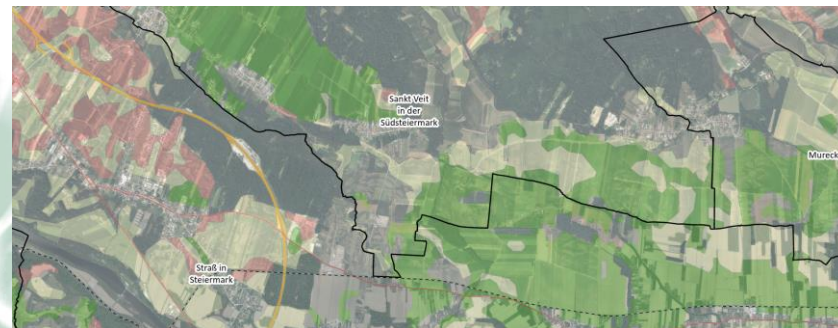 Sankt Veit
in der
Südsteiermark
Mureck
Straß in
Steiermark